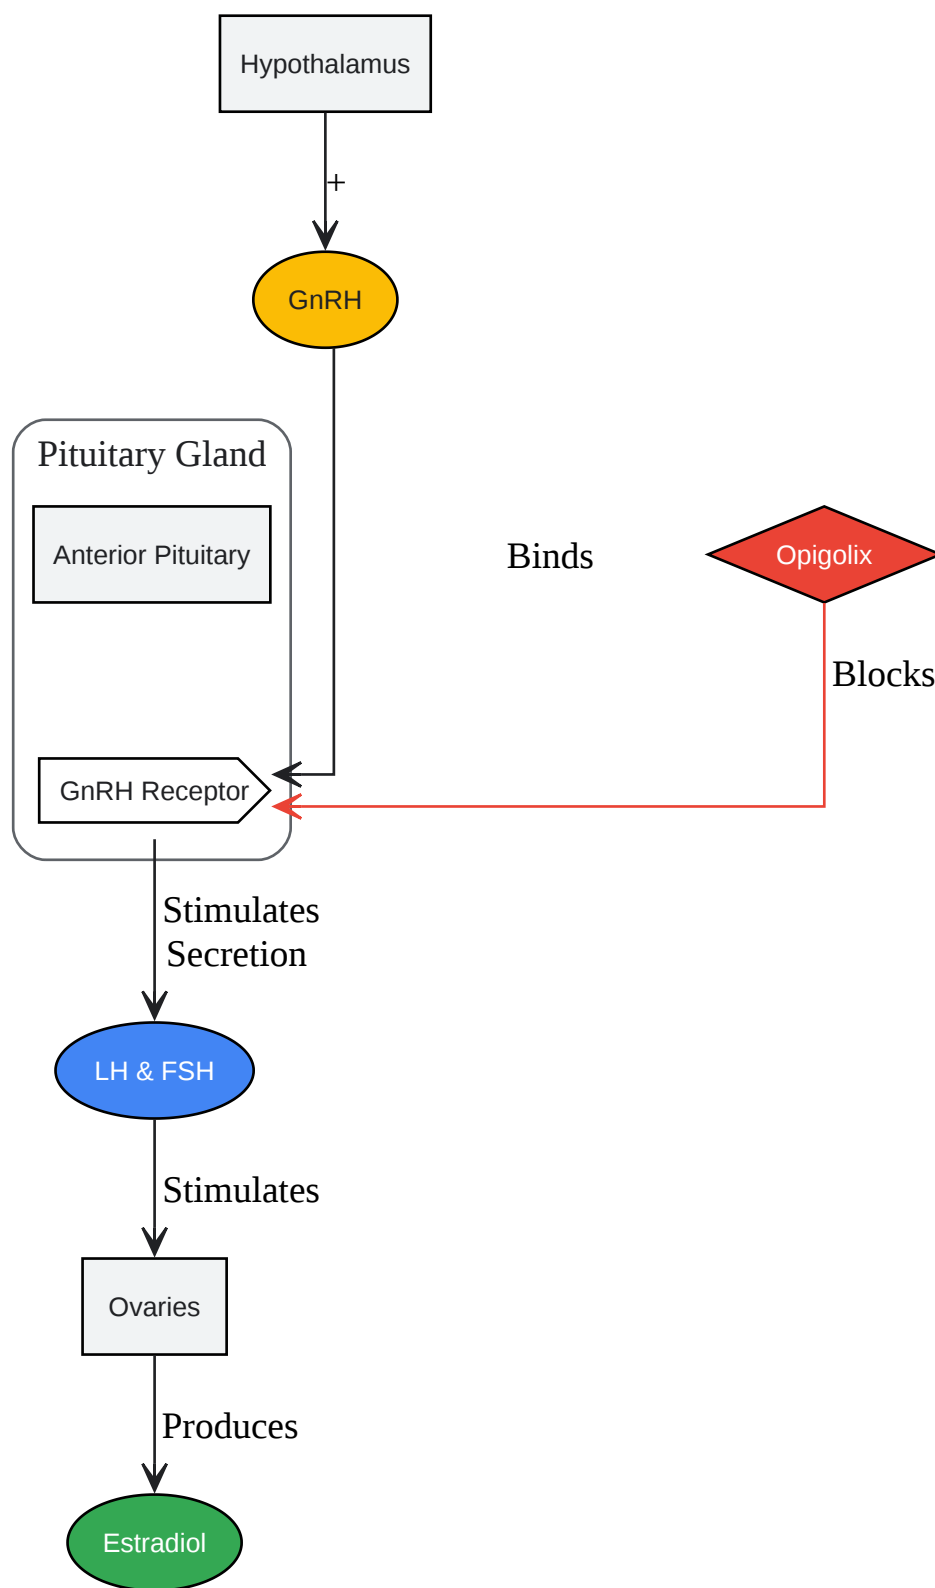 Hypothalamus
+
GnRH
Pituitary Gland
Anterior Pituitary
Binds
Opigolix
Blocks
GnRH Receptor
Stimulates
Secretion
LH & FSH
Stimulates
Ovaries
Produces
Estradiol